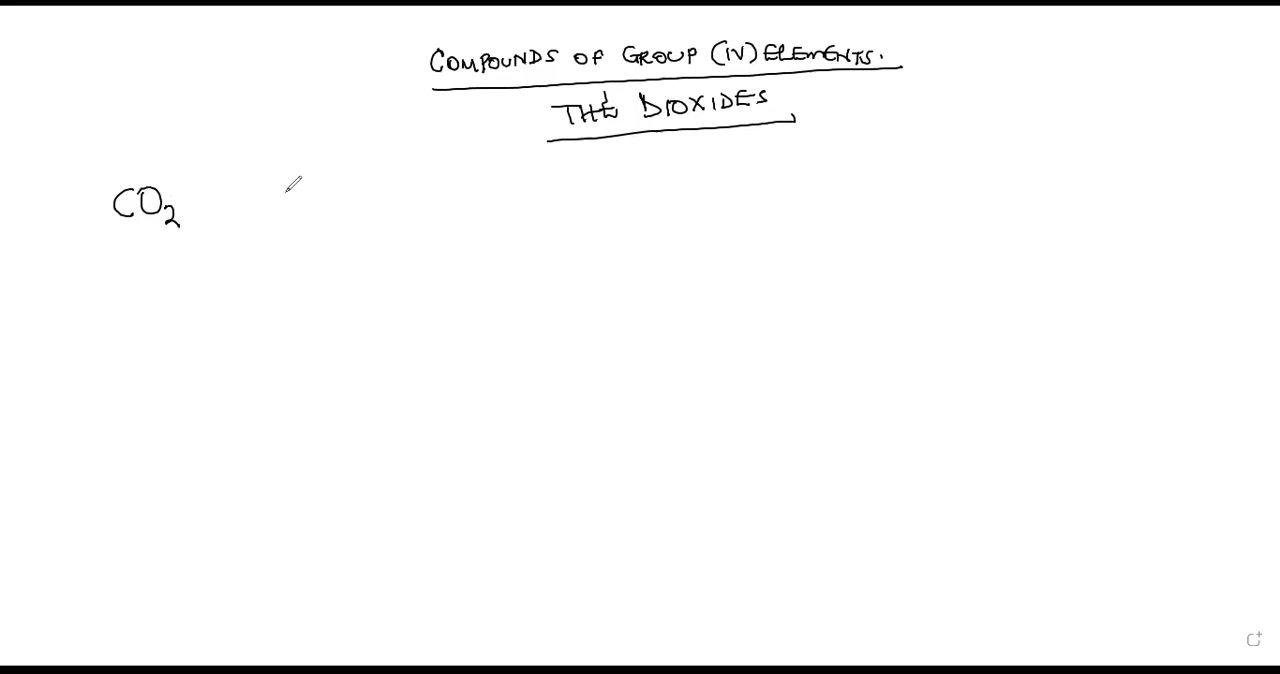 COMPOUNDS OF GROUP (IV) ELEMENTS.
THE DIOXIDES
CO₂